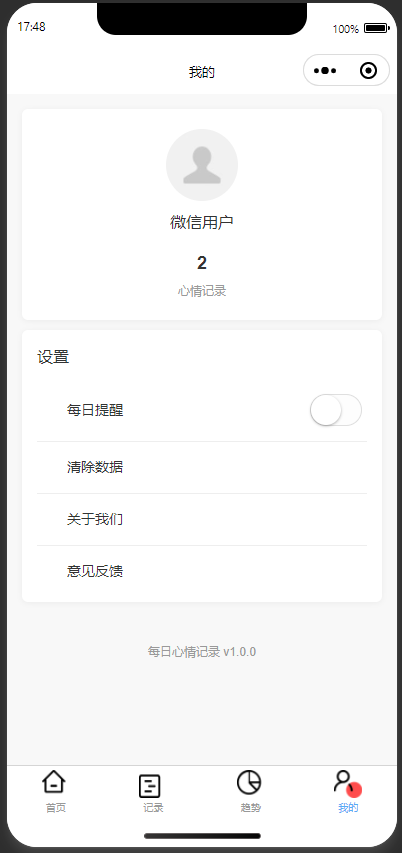 17:48
100%
我的
微信用户
2
心情记录
设置
每日提醒
清除数据
关于我们
意见反馈
每日心情记录 v1.0.0
首页
记录
趋势
我的